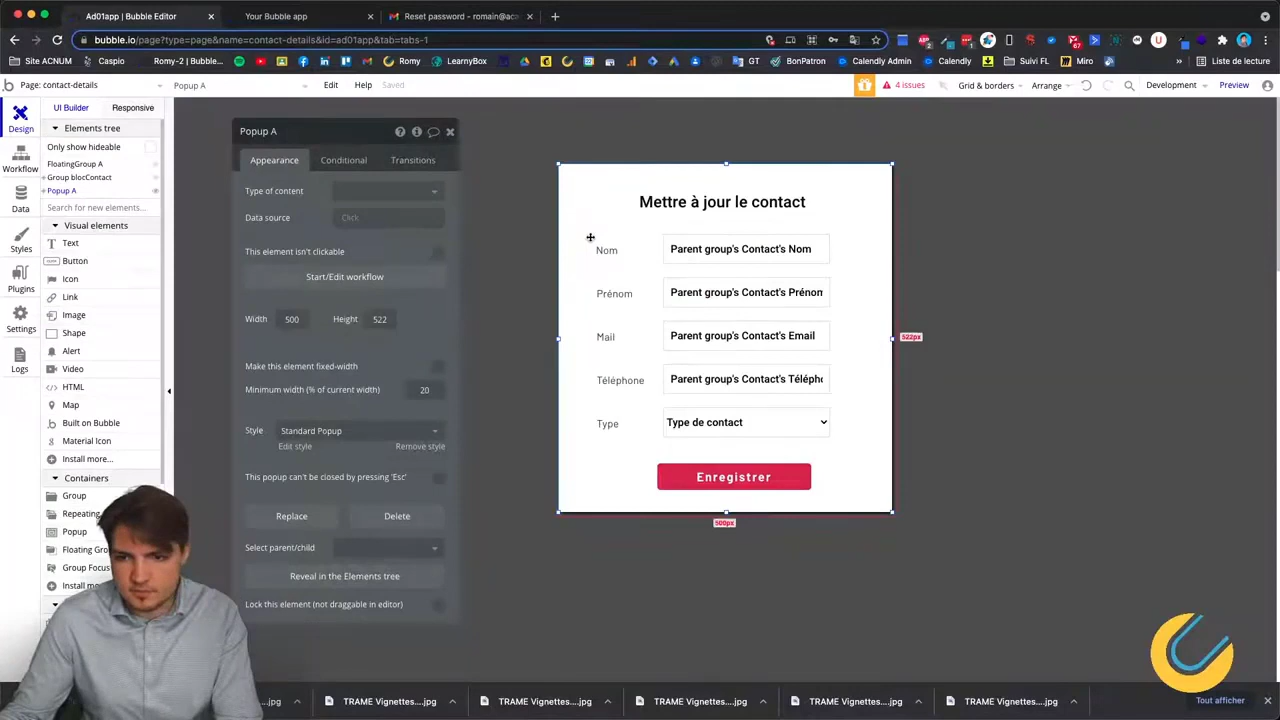 Ad01app | Bubble Editor
Your Bubble app
Reset password - romain@aca
bubble.io/page?type=page&name=contact-details&id=ad01app&tab=tabs-1
Site ACNUM
Caspio
Romy-2 | Bubble...
Romy
LearnyBox
GT
BonPatron
Calendly Admin
Calendly
Suivi FL
Miro
Liste de lecture
Page: contact-details
Popup A
Edit
Help
Saved
4 issues
Grid & borders
Arrange
Development
Preview
Design
Workflow
Data
Styles
Plugins
Settings
Logs
UI Builder
Responsive
Elements tree
Only show hideable
FloatingGroup A
Group blocContact
Popup A
Search for new elements...
Visual elements
Text
Button
Icon
Link
Image
Shape
Alert
Video
HTML
Map
Built on Bubble
Material Icon
Install more...
Containers
Group
Repeating
Popup
Floating Gro
Group Focus
Install mo
Popup A
Appearance
Conditional
Transitions
Type of content
Data source
Click
This element isn't clickable
Start/Edit workflow
Width
500
Height
522
Make this element fixed-width
Minimum width (% of current width)
20
Style
Standard Popup
Edit style
Remove style
This popup can't be closed by pressing 'Esc'
Replace
Delete
Select parent/child
Reveal in the Elements tree
Lock this element (not draggable in editor)
Mettre à jour le contact
Nom
Parent group's Contact's Nom
Prénom
Parent group's Contact's Prénom
Mail
Parent group's Contact's Email
Téléphone
Parent group's Contact's Télépho
Type
Type de contact
Enregistrer
522px
500px
....jpg
TRAME Vignettes....jpg
TRAME Vignettes....jpg
TRAME Vignettes....jpg
TRAME Vignettes....jpg
TRAME Vignettes....jpg
Tout afficher